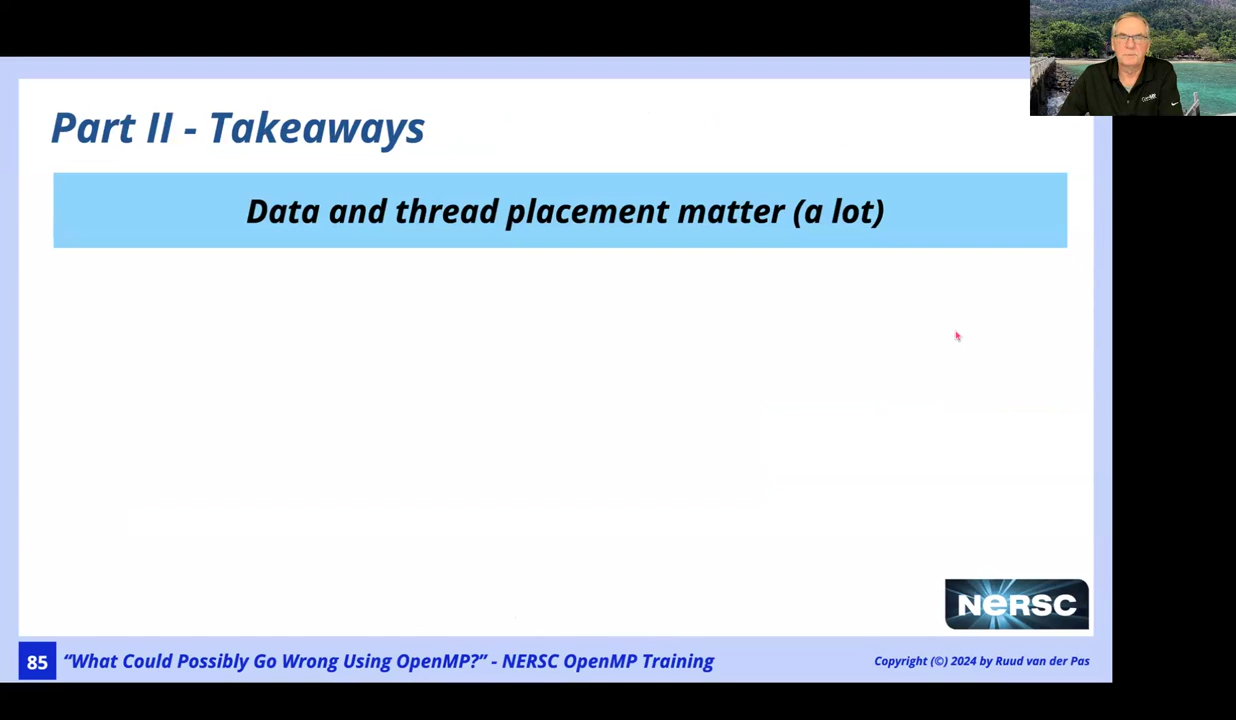 Part II - Takeaways
Data and thread placement matter (a lot)
NERSC
85
“What Could Possibly Go Wrong Using OpenMP?” - NERSC OpenMP Training
Copyright (©) 2024 by Ruud van der Pas